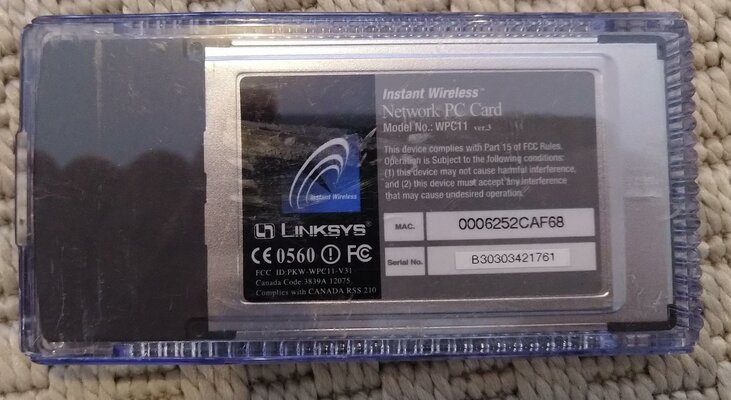 Instant Wireless™
Network PC Card
Model No.: WPC11 ver.3
This device complies with Part 15 of FCC Rules.
Operation is Subject to the following conditions:
(1) this device may not cause harmful interference,
and (2) this device must accept any interference
that may cause undesired operation.
Instant Wireless
LINKSYS
CE 0560 FC
FCC ID:PKW-WPC11-V31
Canada Code:3839A 12075
Complies with CANADA RSS 210
MAC. 0006252CAF68
Serial No. B30303421761